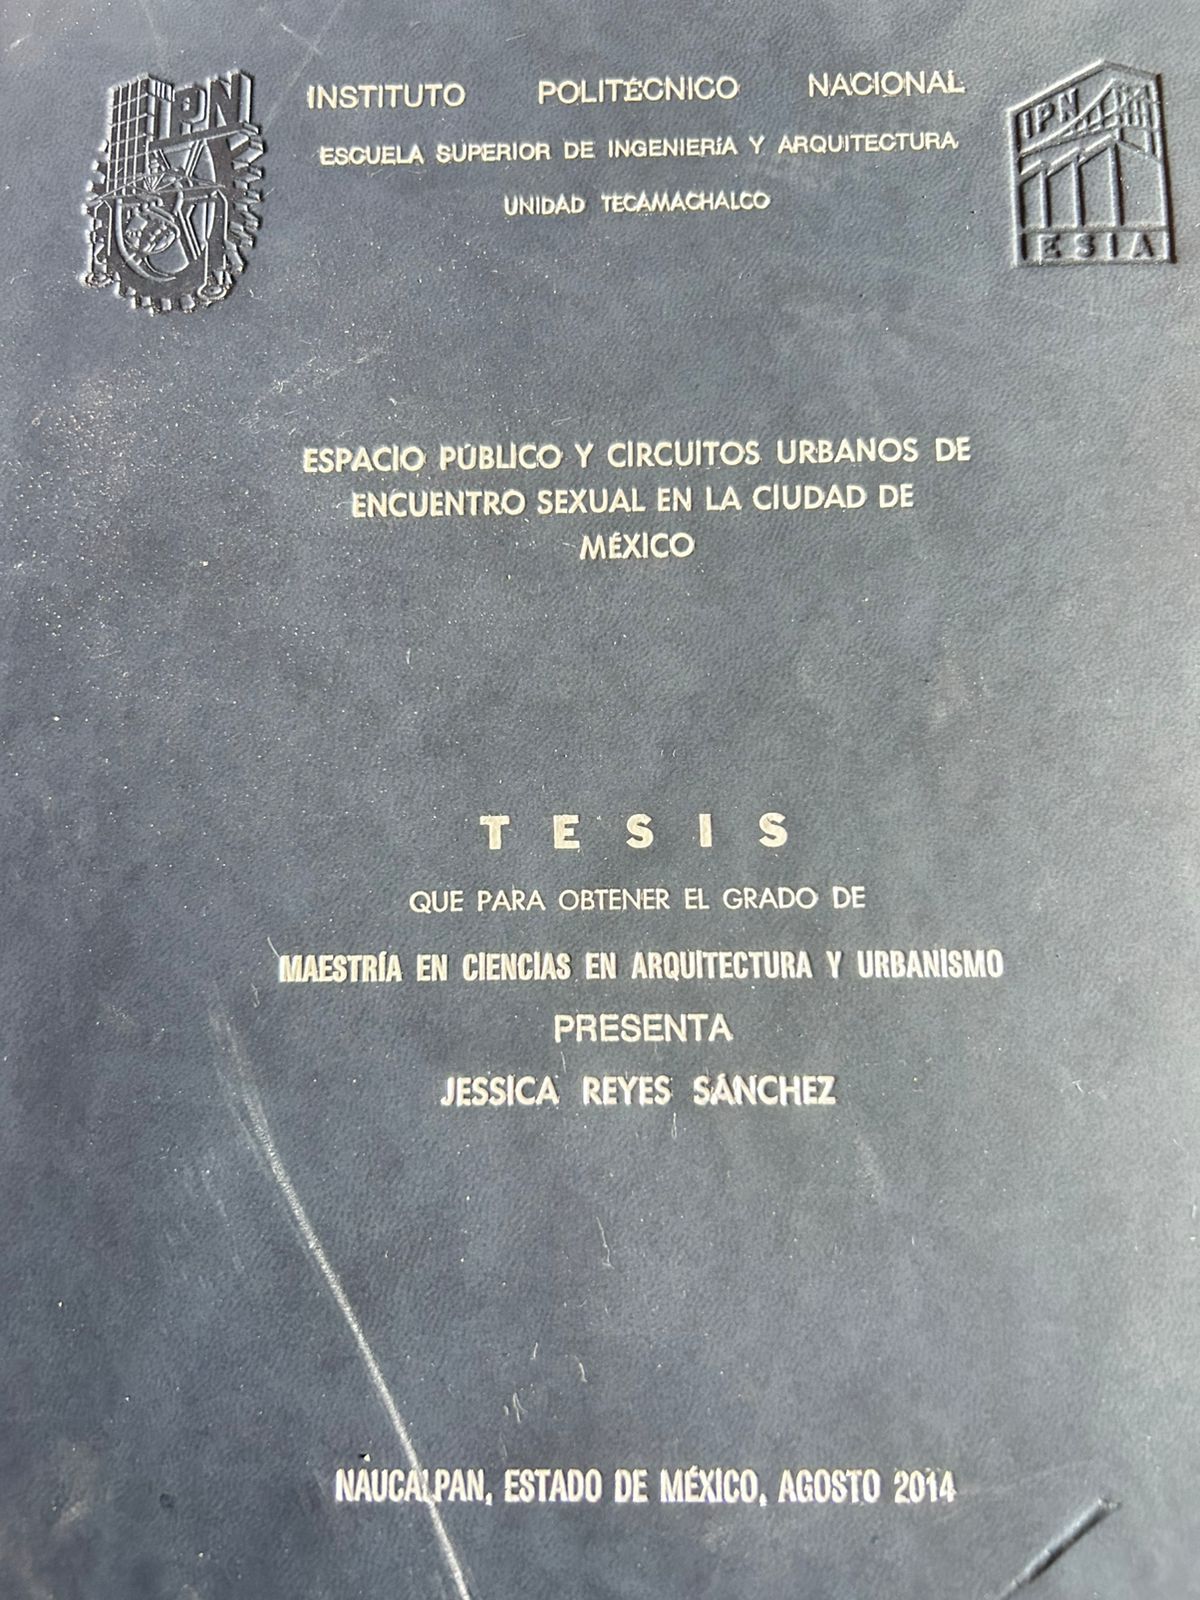 IPN
INSTITUTO POLITÉCNICO NACIONAL
ESCUELA SUPERIOR DE INGENIERÍA Y ARQUITECTURA
UNIDAD TECAMACHALCO
IPN
ESIA
ESPACIO PÚBLICO Y CIRCUITOS URBANOS DE
ENCUENTRO SEXUAL EN LA CIUDAD DE
MÉXICO
TESIS
QUE PARA OBTENER EL GRADO DE
MAESTRÍA EN CIENCIAS EN ARQUITECTURA Y URBANISMO
PRESENTA
JESSICA REYES SÁNCHEZ
NAUCALPAN, ESTADO DE MÉXICO, AGOSTO 2014